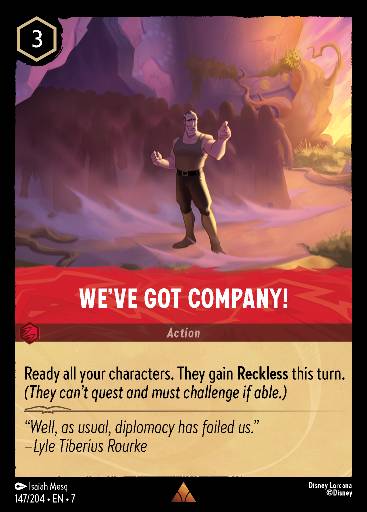 3
WE'VE GOT COMPANY!
Action
Ready all your characters. They gain Reckless this turn.
(They can't quest and must challenge if able.)
“Well, as usual, diplomacy has failed us.”
–Lyle Tiberius Rourke
Isaiah Mesq
147/204 • EN • 7
Disney Lorcana
©Disney